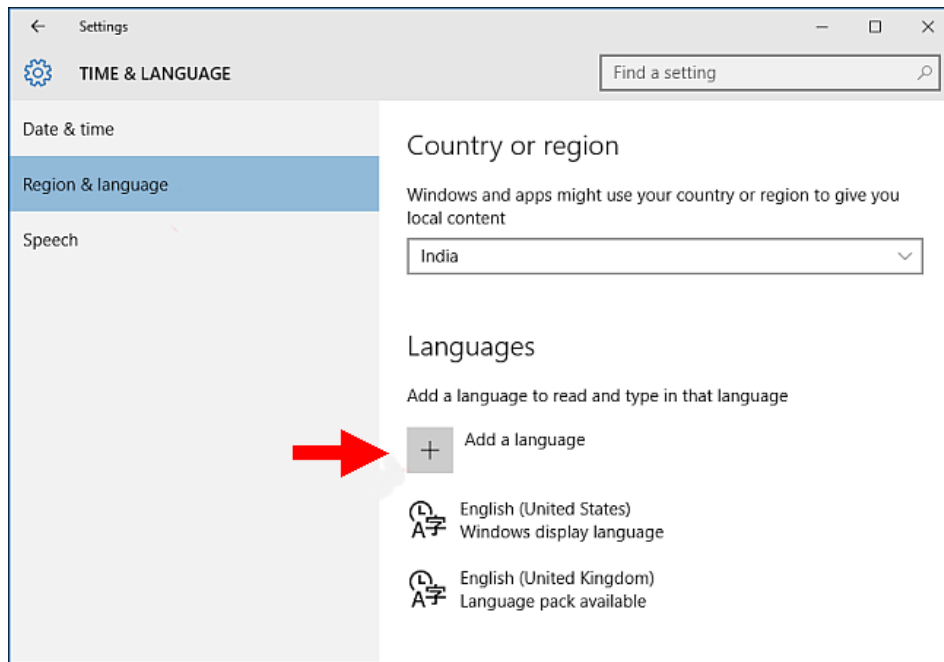 Settings
TIME & LANGUAGE
Find a setting
Date & time
Region & language
Speech
Country or region
Windows and apps might use your country or region to give you
local content
India
Languages
Add a language to read and type in that language
Add a language
English (United States)
Windows display language
English (United Kingdom)
Language pack available